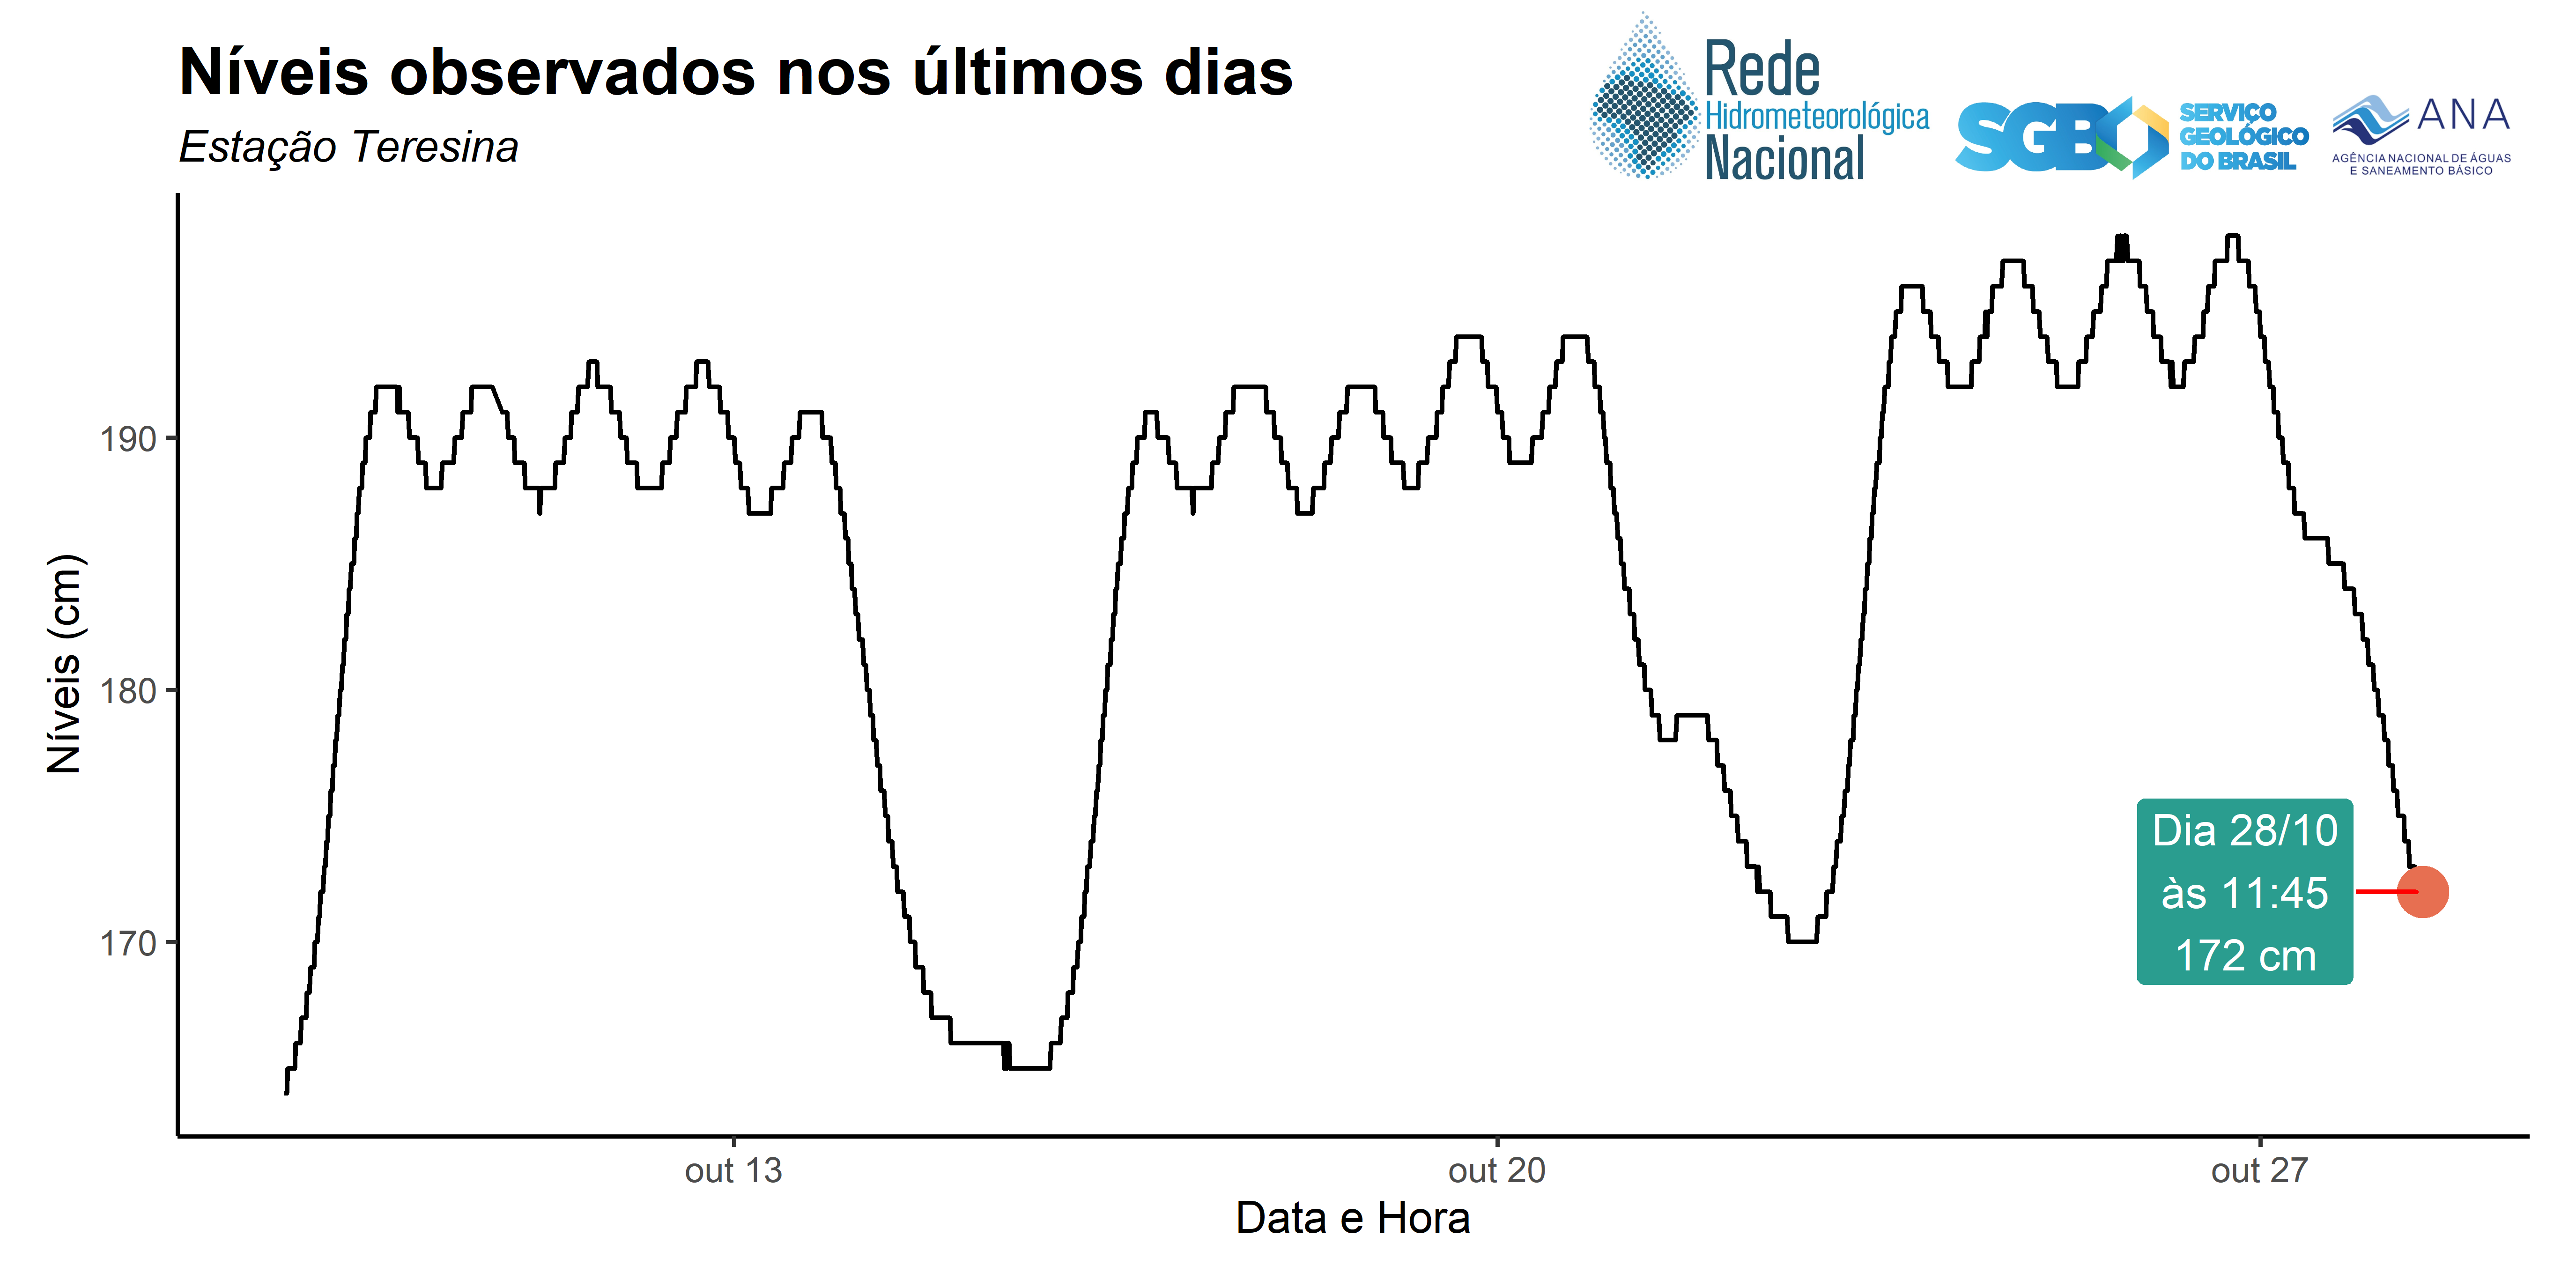 Níveis observados nos últimos dias
Estação Teresina
Rede
Hidrometeorológica
Nacional
SGB
SERVIÇO
GEOLÓGICO
DO BRASIL
ANA
AGÊNCIA NACIONAL DE ÁGUAS
E SANEAMENTO BÁSICO
Níveis (cm)
190
180
170
Dia 28/10
às 11:45
172 cm
out 13
out 20
out 27
Data e Hora